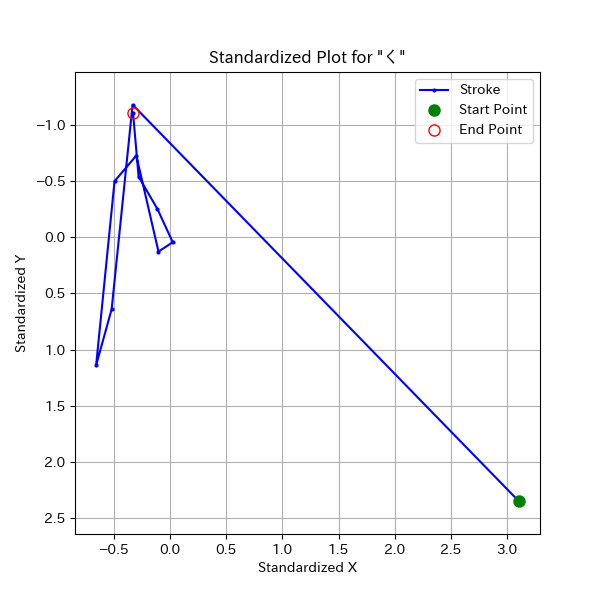 Standardized Plot for "く"
Stroke
Start Point
End Point
Standardized Y
−1.0
−0.5
0.0
0.5
1.0
1.5
2.0
2.5
−0.5 0.0 0.5 1.0 1.5 2.0 2.5 3.0
Standardized X